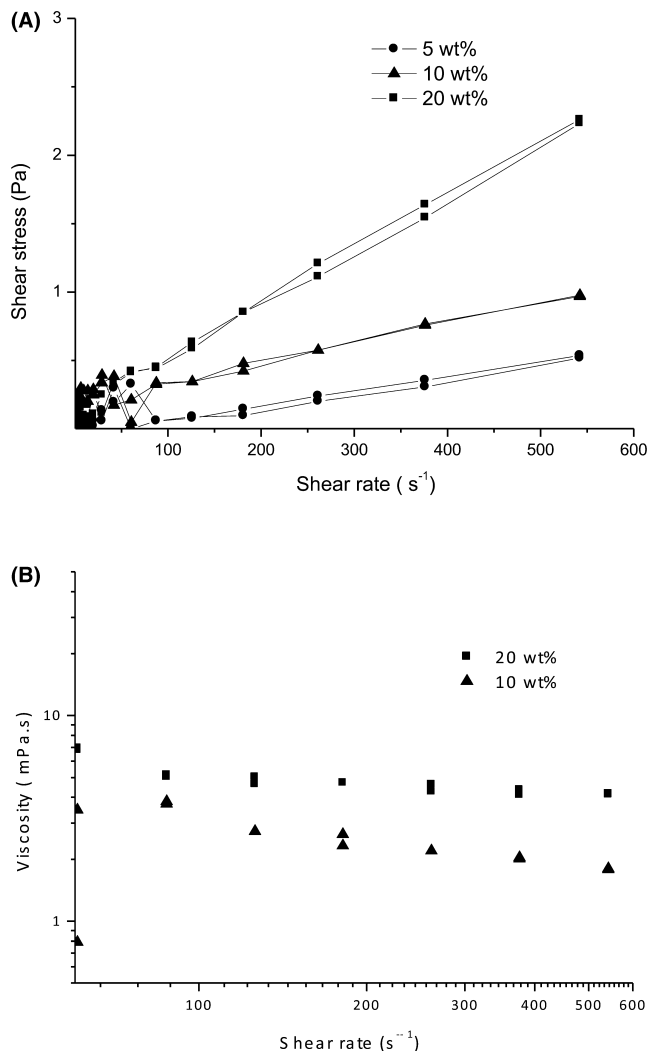 (A)
3
2
1
Shear stress (Pa)
5 wt%
10 wt%
20 wt%
100 200 300 400 500 600
Shear rate ( s-1)
(B)
10
1
Viscosity ( mPa.s)
20 wt%
10 wt%
100 200 300 400 500 600
Shear rate (s--1)